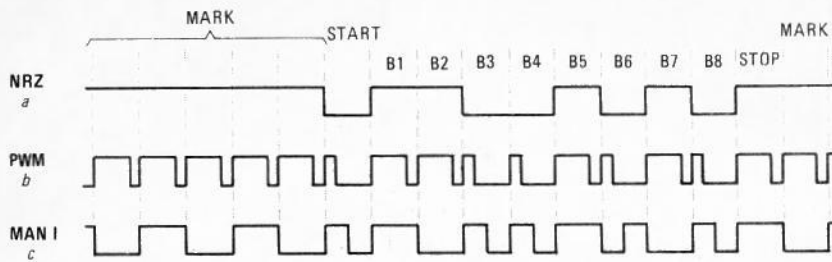 MARK
START
MARK
B1 B2 B3 B4 B5 B6 B7 B8 STOP
NRZ
a
PWM
b
MAN I
c